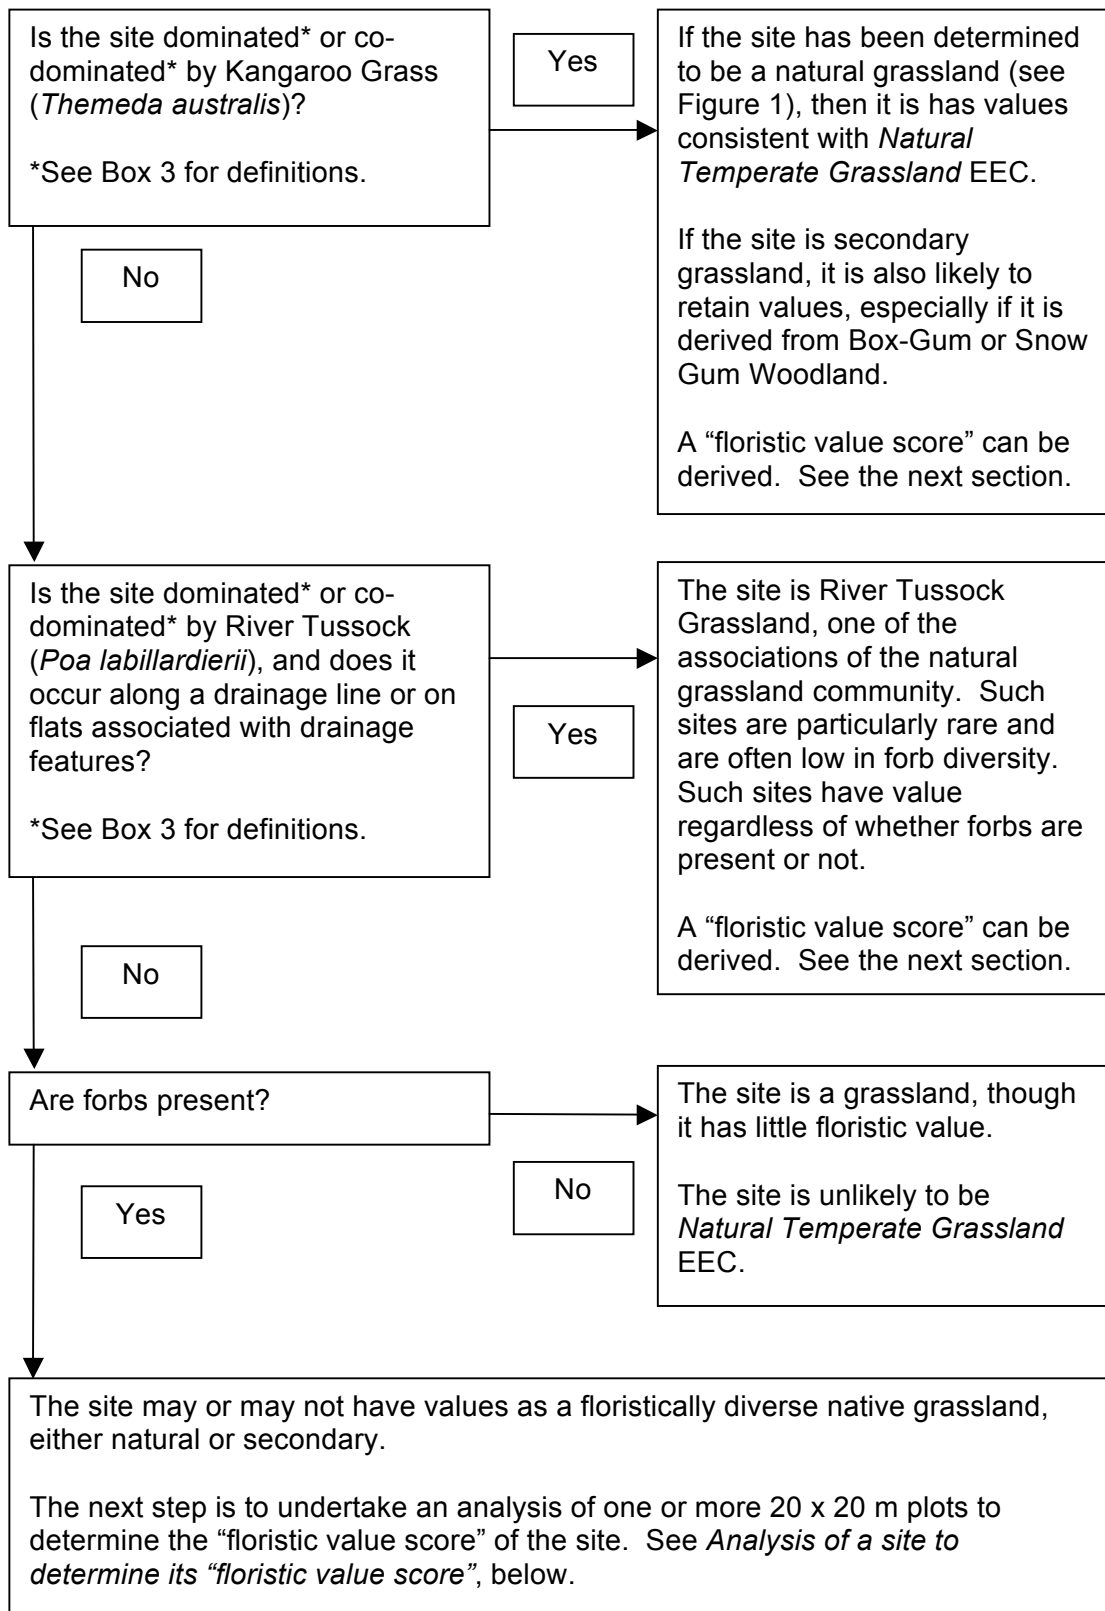 Is the site dominated* or co-
dominated* by Kangaroo Grass
(Themeda australis)?
*See Box 3 for definitions.
Yes
If the site has been determined
to be a natural grassland (see
Figure 1), then it is has values
consistent with Natural
Temperate Grassland EEC.
If the site is secondary
grassland, it is also likely to
retain values, especially if it is
derived from Box-Gum or Snow
Gum Woodland.
A “floristic value score” can be
derived.  See the next section.
No
Is the site dominated* or co-
dominated* by River Tussock
(Poa labillardierii), and does it
occur along a drainage line or on
flats associated with drainage
features?
*See Box 3 for definitions.
Yes
The site is River Tussock
Grassland, one of the
associations of the natural
grassland community.  Such
sites are particularly rare and
are often low in forb diversity.
Such sites have value
regardless of whether forbs are
present or not.
A “floristic value score” can be
derived.  See the next section.
No
Are forbs present?
No
The site is a grassland, though
it has little floristic value.
The site is unlikely to be
Natural Temperate Grassland
EEC.
Yes
The site may or may not have values as a floristically diverse native grassland,
either natural or secondary.
The next step is to undertake an analysis of one or more 20 x 20 m plots to
determine the “floristic value score” of the site.  See Analysis of a site to
determine its “floristic value score”, below.